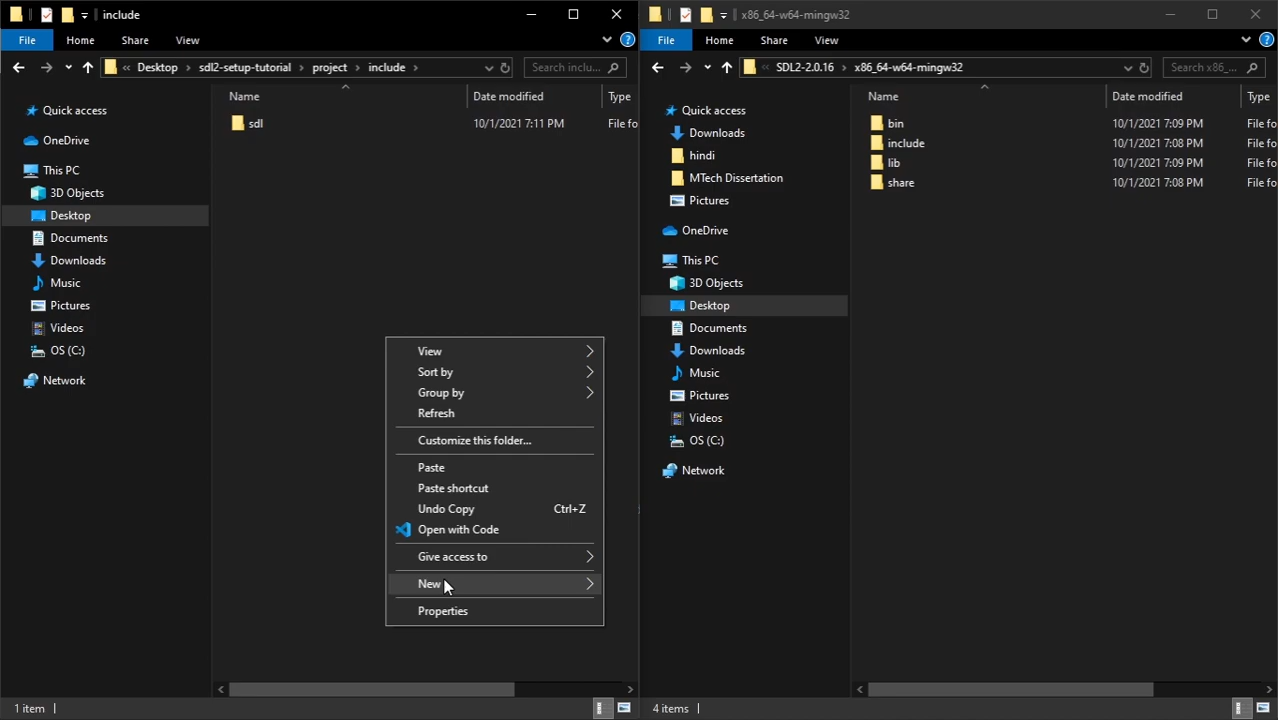 include
File Home Share View
Desktop sdl2-setup-tutorial project include
Search inclu...
Name Date modified Type
Quick access
OneDrive
This PC
3D Objects
Desktop
Documents
Downloads
Music
Pictures
Videos
OS (C:)
Network
sdl 10/1/2021 7:11 PM File fo
View
Sort by
Group by
Refresh
Customize this folder...
Paste
Paste shortcut
Undo Copy Ctrl+Z
Open with Code
Give access to
New
Properties
1 item
x86_64-w64-mingw32
File Home Share View
SDL2-2.0.16 x86_64-w64-mingw32
Search x86_...
Name Date modified Type
Quick access
Downloads
hindi
MTech Dissertation
Pictures
OneDrive
This PC
3D Objects
Desktop
Documents
Downloads
Music
Pictures
Videos
OS (C:)
Network
bin 10/1/2021 7:09 PM File fo
include 10/1/2021 7:08 PM File fo
lib 10/1/2021 7:09 PM File fo
share 10/1/2021 7:08 PM File fo
4 items